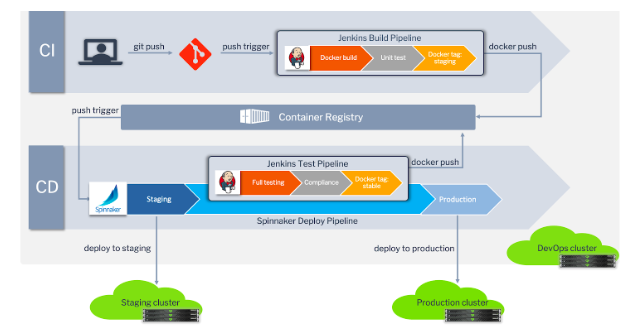 CI
git push
push trigger
Jenkins Build Pipeline
Docker build
Unit test
Docker tag:
staging
docker push
push trigger
Container Registry
CD
Jenkins Test Pipeline
Full testing
Compliance
Docker tag:
stable
docker push
Spinnaker
Staging
Production
Spinnaker Deploy Pipeline
deploy to staging
deploy to production
DevOps cluster
Staging cluster
Production cluster